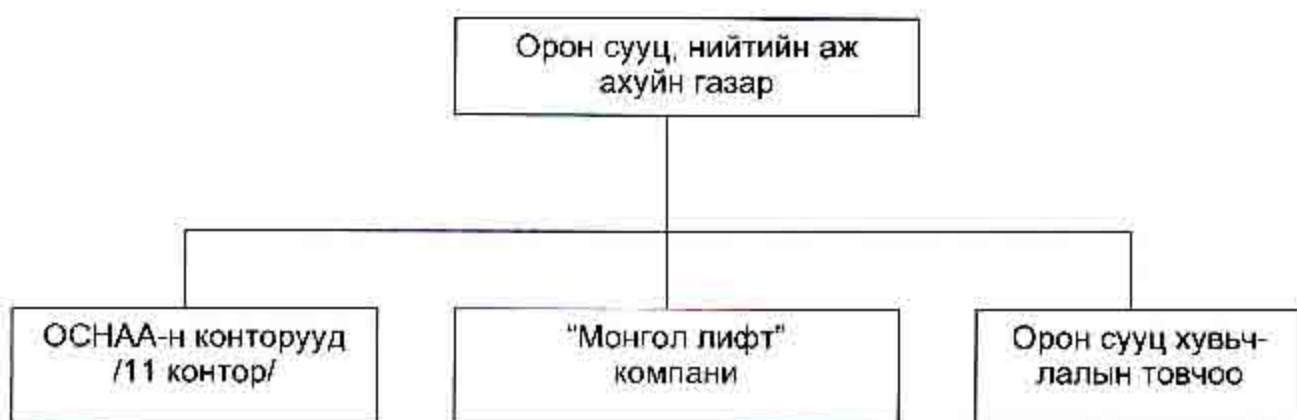 Орон сууц, нийтийн аж
ахуйн газар
ОСНАА-н конторууд
/11 контор/
"Монгол лифт"
компани
Орон сууц хувьч-
лалын товчоо